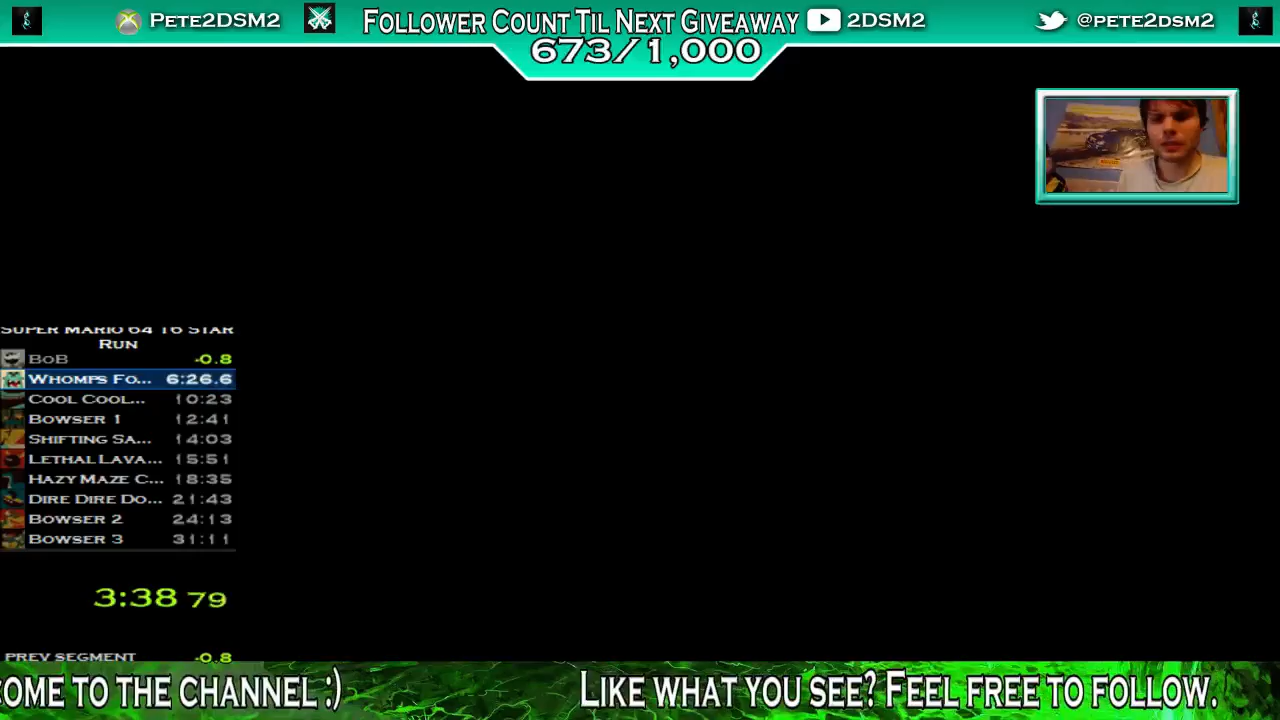 Pete2DSM2
Follower Count Til Next Giveaway
673/1,000
2DSM2
@pete2dsm2
Super Mario 64 16 Star
Run
BoB -0.8
Whomps Fo... 6:26.6
Cool Cool... 10:23
Bowser 1 12:41
Shifting Sa... 14:03
Lethal Lava... 15:51
Hazy Maze C... 18:35
Dire Dire Do... 21:43
Bowser 2 24:13
Bowser 3 31:11
3:38 79
Prev Segment -0.8
ome to the channel :) Like what you see? Feel free to follow.